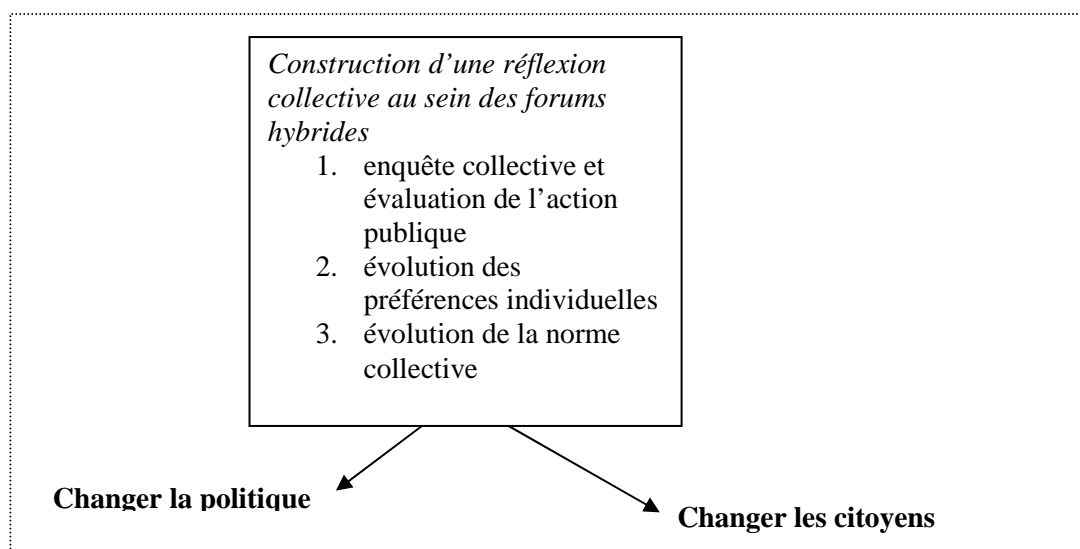 Construction d’une réflexion
collective au sein des forums
hybrides
1. enquête collective et
évaluation de l’action
publique
2. évolution des
préférences individuelles
3. évolution de la norme
collective
Changer la politique
Changer les citoyens